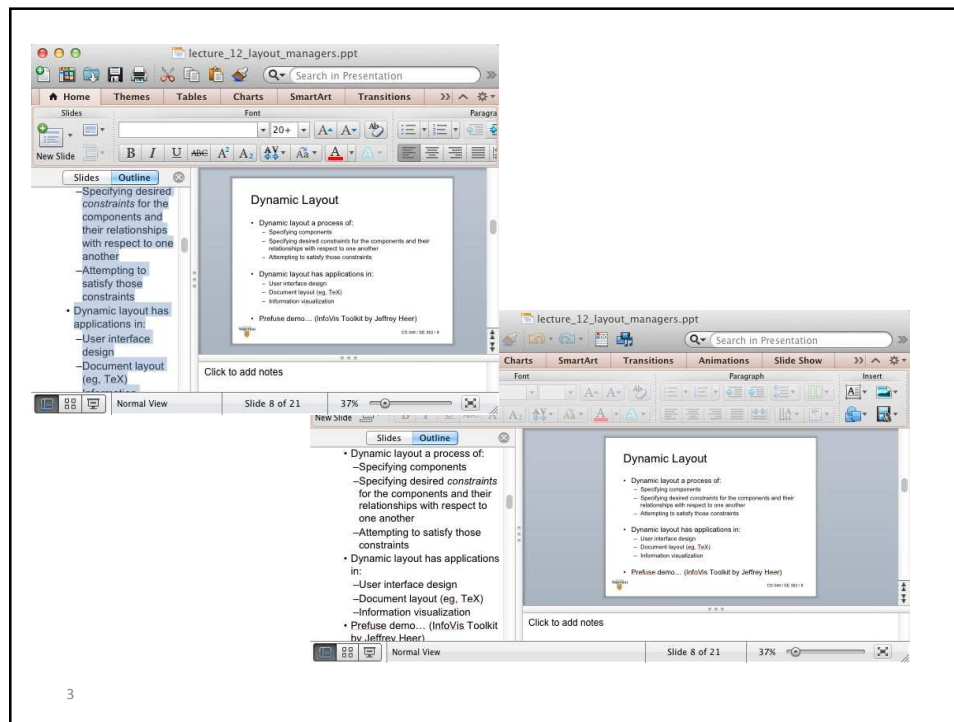 lecture_12_layout_managers.ppt
Search in Presentation
Home Themes Tables Charts SmartArt Transitions
Slides Font Paragra
20+
New Slide B I U ABC A² A₂ Aa A
Slides Outline
–Specifying desired
constraints for the
components and
their relationships
with respect to one
another
–Attempting to
satisfy those
constraints
• Dynamic layout has
applications in:
–User interface
design
–Document layout
(eg, TeX)
Dynamic Layout
• Dynamic layout a process of:
– Specifying components
– Specifying desired constraints for the components and their
relationships with respect to one another
– Attempting to satisfy those constraints
• Dynamic layout has applications in:
– User interface design
– Document layout (eg, TeX)
– Information visualization
• Prefuse demo... (InfoVis Toolkit by Jeffrey Heer)
Click to add notes
Normal View Slide 8 of 21 37%
lecture_12_layout_managers.ppt
Search in Presentation
Charts SmartArt Transitions Animations Slide Show
Font Paragraph Insert
New Slide
Slides Outline
• Dynamic layout a process of:
–Specifying components
–Specifying desired constraints
for the components and their
relationships with respect to
one another
–Attempting to satisfy those
constraints
• Dynamic layout has applications
in:
–User interface design
–Document layout (eg, TeX)
–Information visualization
• Prefuse demo... (InfoVis Toolkit
by Jeffrey Heer)
Dynamic Layout
• Dynamic layout a process of:
– Specifying components
– Specifying desired constraints for the components and their
relationships with respect to one another
– Attempting to satisfy those constraints
• Dynamic layout has applications in:
– User interface design
– Document layout (eg, TeX)
– Information visualization
• Prefuse demo... (InfoVis Toolkit by Jeffrey Heer)
Click to add notes
Normal View Slide 8 of 21 37%
3